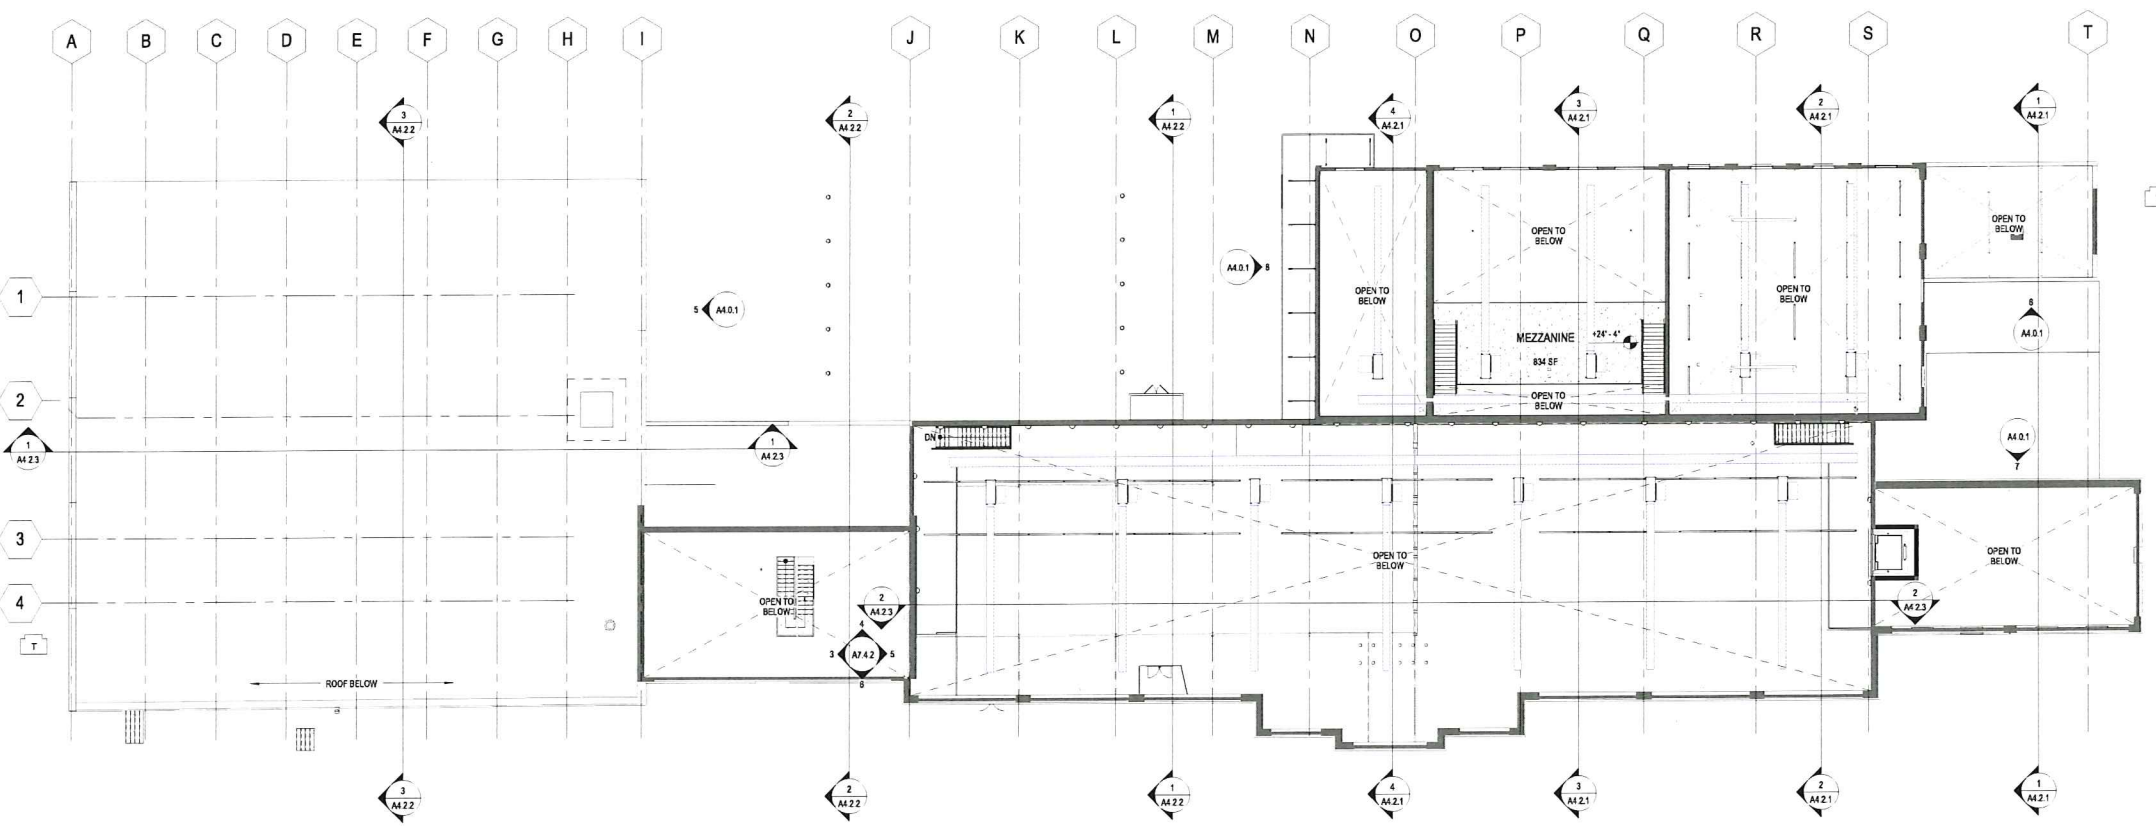 A B C D E F G H I J K L M N O P Q R S T
3
A4.2.2
2
A4.2.2
1
A4.2.2
4
A4.2.1
3
A4.2.1
2
A4.2.1
1
A4.2.1
OPEN TO
BELOW
OPEN TO
BELOW
A4.0.1 8
1
5 A4.0.1
OPEN TO
BELOW
OPEN TO
BELOW
6
A4.0.1
MEZZANINE +24' - 4"
834 SF
2
OPEN TO
BELOW
1
A4.2.3
1
A4.2.3
DN
A4.0.1
7
3
OPEN TO
BELOW
OPEN TO
BELOW
4
OPEN TO
BELOW
2
A4.2.3
2
A4.2.3
T
4
3 A7.4.2 5
6
ROOF BELOW
3
A4.2.2
2
A4.2.2
1
A4.2.2
4
A4.2.1
3
A4.2.1
2
A4.2.1
1
A4.2.1